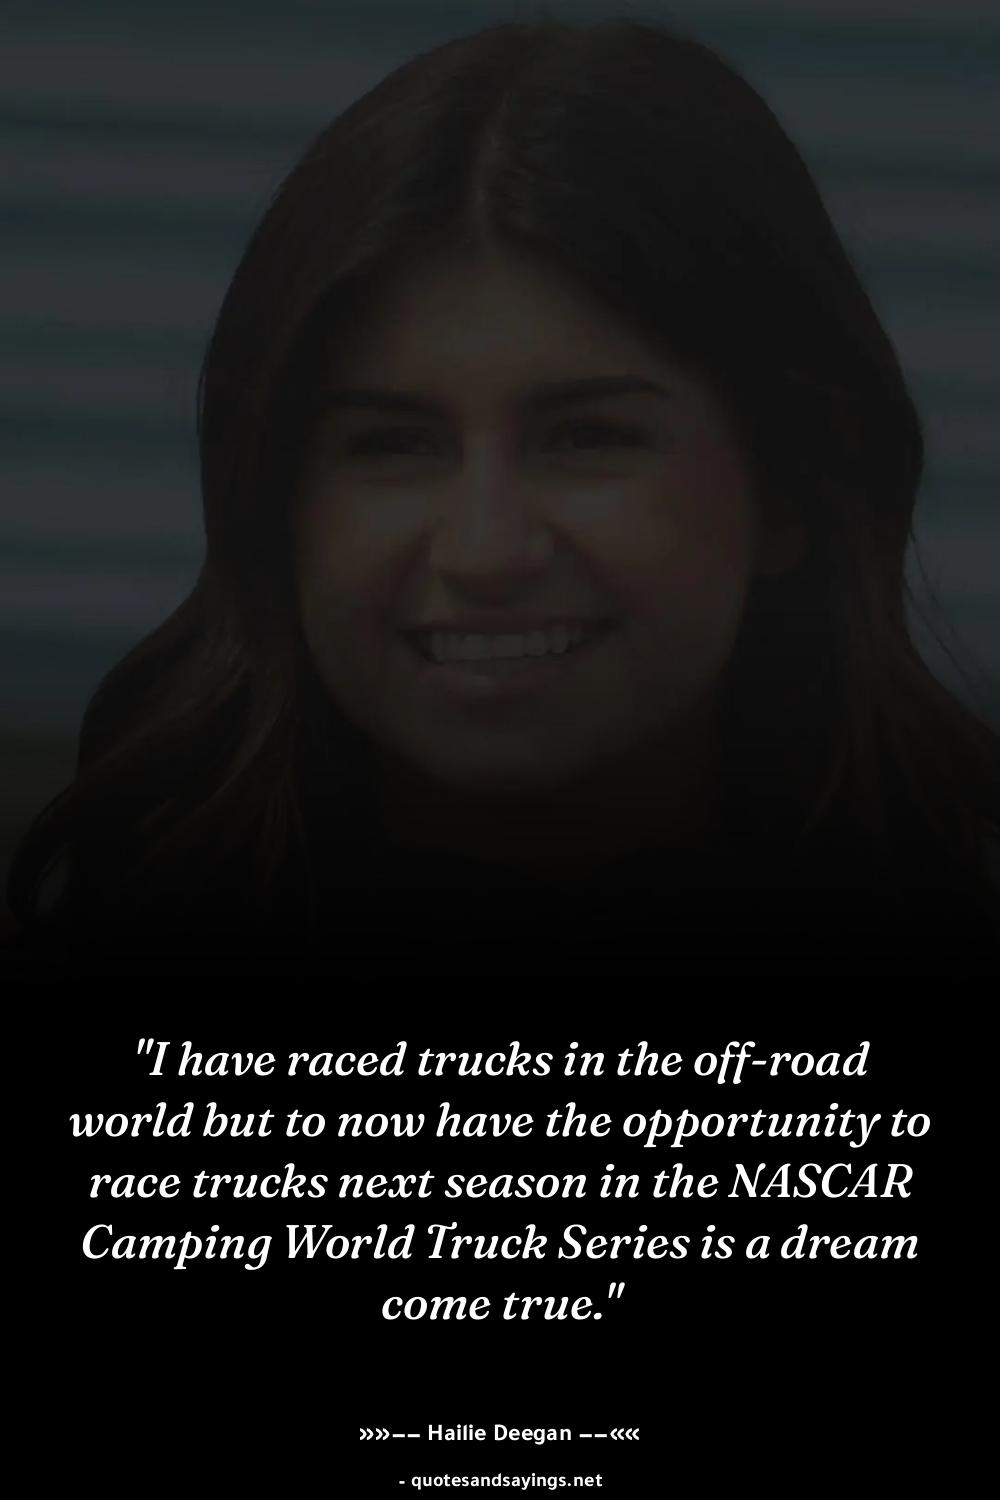 "I have raced trucks in the off-road
world but to now have the opportunity to
race trucks next season in the NASCAR
Camping World Truck Series is a dream
come true."
»»–– Hailie Deegan ––««
- quotesandsayings.net